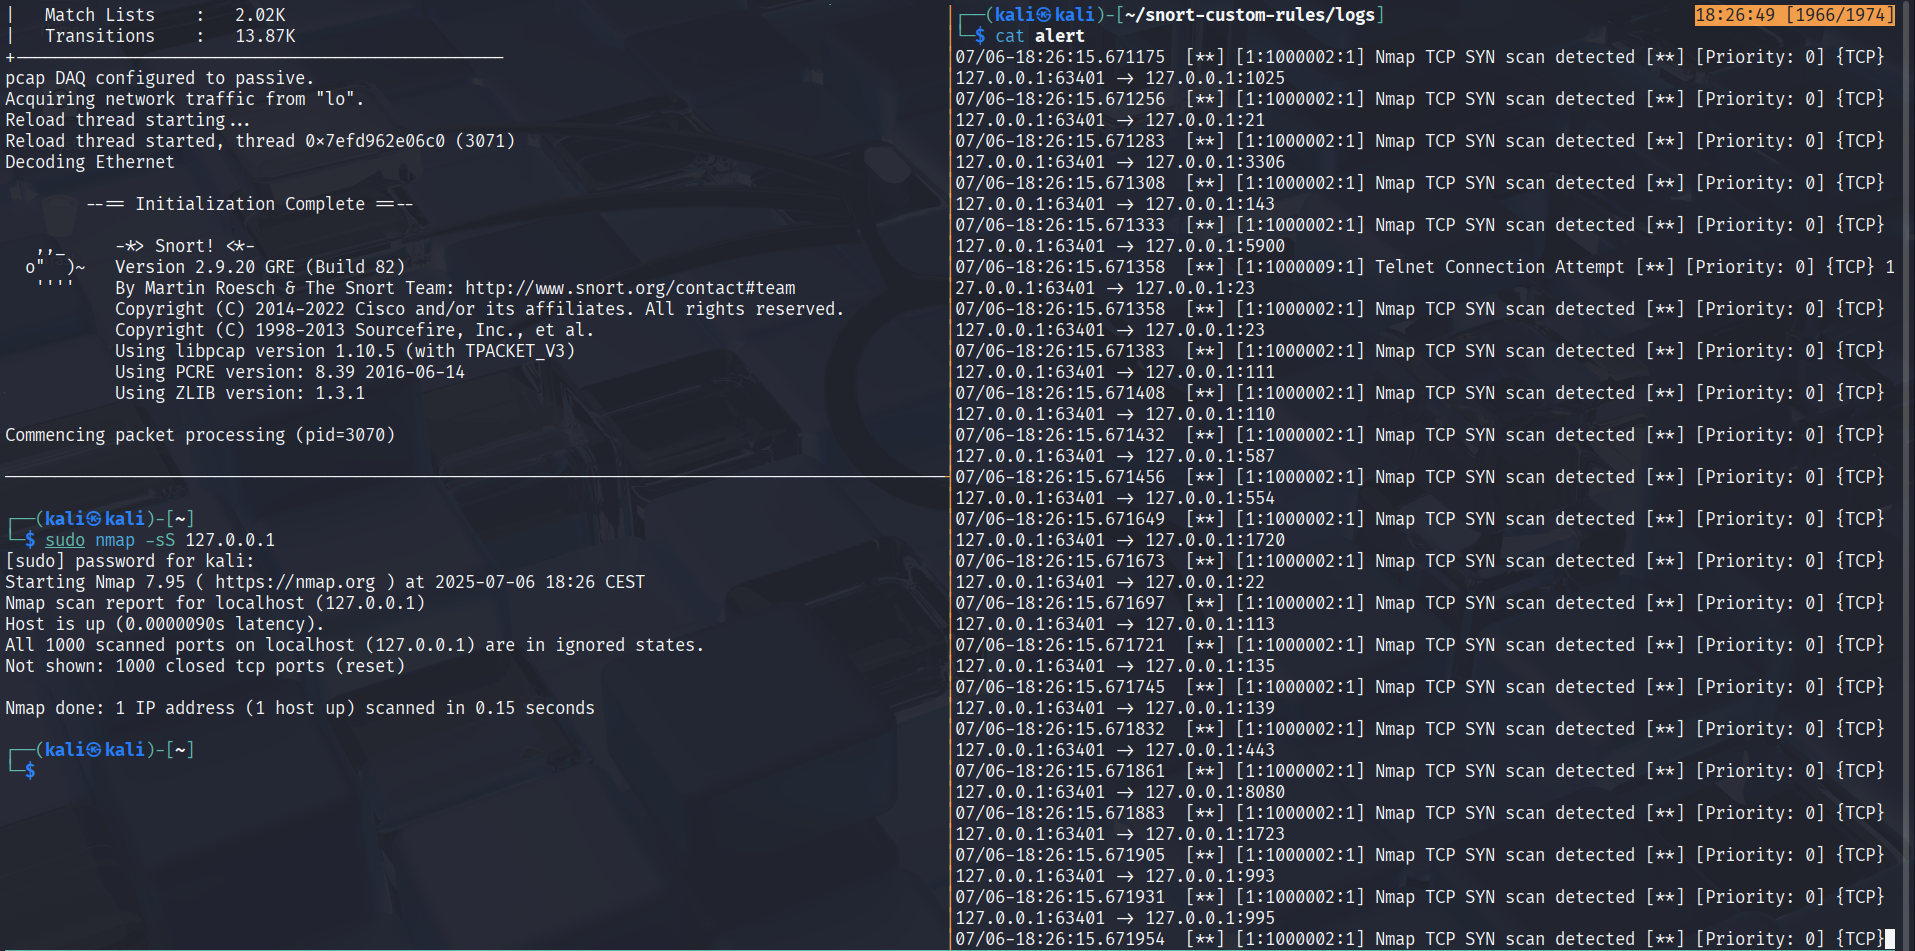 |   Match Lists    :   2.02K
|   Transitions    :   13.87K
+-------------------------------------------------
pcap DAQ configured to passive.
Acquiring network traffic from "lo".
Reload thread starting...
Reload thread started, thread 0x7efd962e06c0 (3071)
Decoding Ethernet
--== Initialization Complete ==--
,,_     -*> Snort! <*-
o"  )~   Version 2.9.20 GRE (Build 82)
''''    By Martin Roesch & The Snort Team: http://www.snort.org/contact#team
Copyright (C) 2014-2022 Cisco and/or its affiliates. All rights reserved.
Copyright (C) 1998-2013 Sourcefire, Inc., et al.
Using libpcap version 1.10.5 (with TPACKET_V3)
Using PCRE version: 8.39 2016-06-14
Using ZLIB version: 1.3.1
Commencing packet processing (pid=3070)
┌──(kali㉿kali)-[~]
└─$ sudo nmap -sS 127.0.0.1
[sudo] password for kali:
Starting Nmap 7.95 ( https://nmap.org ) at 2025-07-06 18:26 CEST
Nmap scan report for localhost (127.0.0.1)
Host is up (0.0000090s latency).
All 1000 scanned ports on localhost (127.0.0.1) are in ignored states.
Not shown: 1000 closed tcp ports (reset)
Nmap done: 1 IP address (1 host up) scanned in 0.15 seconds
┌──(kali㉿kali)-[~]
└─$
┌──(kali㉿kali)-[~/snort-custom-rules/logs] 18:26:49 [1966/1974]
└─$ cat alert
07/06-18:26:15.671175  [**] [1:1000002:1] Nmap TCP SYN scan detected [**] [Priority: 0] {TCP}
127.0.0.1:63401 -> 127.0.0.1:1025
07/06-18:26:15.671256  [**] [1:1000002:1] Nmap TCP SYN scan detected [**] [Priority: 0] {TCP}
127.0.0.1:63401 -> 127.0.0.1:21
07/06-18:26:15.671283  [**] [1:1000002:1] Nmap TCP SYN scan detected [**] [Priority: 0] {TCP}
127.0.0.1:63401 -> 127.0.0.1:3306
07/06-18:26:15.671308  [**] [1:1000002:1] Nmap TCP SYN scan detected [**] [Priority: 0] {TCP}
127.0.0.1:63401 -> 127.0.0.1:143
07/06-18:26:15.671333  [**] [1:1000002:1] Nmap TCP SYN scan detected [**] [Priority: 0] {TCP}
127.0.0.1:63401 -> 127.0.0.1:5900
07/06-18:26:15.671358  [**] [1:1000009:1] Telnet Connection Attempt [**] [Priority: 0] {TCP} 1
27.0.0.1:63401 -> 127.0.0.1:23
07/06-18:26:15.671358  [**] [1:1000002:1] Nmap TCP SYN scan detected [**] [Priority: 0] {TCP}
127.0.0.1:63401 -> 127.0.0.1:23
07/06-18:26:15.671383  [**] [1:1000002:1] Nmap TCP SYN scan detected [**] [Priority: 0] {TCP}
127.0.0.1:63401 -> 127.0.0.1:111
07/06-18:26:15.671408  [**] [1:1000002:1] Nmap TCP SYN scan detected [**] [Priority: 0] {TCP}
127.0.0.1:63401 -> 127.0.0.1:110
07/06-18:26:15.671432  [**] [1:1000002:1] Nmap TCP SYN scan detected [**] [Priority: 0] {TCP}
127.0.0.1:63401 -> 127.0.0.1:587
07/06-18:26:15.671456  [**] [1:1000002:1] Nmap TCP SYN scan detected [**] [Priority: 0] {TCP}
127.0.0.1:63401 -> 127.0.0.1:554
07/06-18:26:15.671649  [**] [1:1000002:1] Nmap TCP SYN scan detected [**] [Priority: 0] {TCP}
127.0.0.1:63401 -> 127.0.0.1:1720
07/06-18:26:15.671673  [**] [1:1000002:1] Nmap TCP SYN scan detected [**] [Priority: 0] {TCP}
127.0.0.1:63401 -> 127.0.0.1:22
07/06-18:26:15.671697  [**] [1:1000002:1] Nmap TCP SYN scan detected [**] [Priority: 0] {TCP}
127.0.0.1:63401 -> 127.0.0.1:113
07/06-18:26:15.671721  [**] [1:1000002:1] Nmap TCP SYN scan detected [**] [Priority: 0] {TCP}
127.0.0.1:63401 -> 127.0.0.1:135
07/06-18:26:15.671745  [**] [1:1000002:1] Nmap TCP SYN scan detected [**] [Priority: 0] {TCP}
127.0.0.1:63401 -> 127.0.0.1:139
07/06-18:26:15.671832  [**] [1:1000002:1] Nmap TCP SYN scan detected [**] [Priority: 0] {TCP}
127.0.0.1:63401 -> 127.0.0.1:443
07/06-18:26:15.671861  [**] [1:1000002:1] Nmap TCP SYN scan detected [**] [Priority: 0] {TCP}
127.0.0.1:63401 -> 127.0.0.1:8080
07/06-18:26:15.671883  [**] [1:1000002:1] Nmap TCP SYN scan detected [**] [Priority: 0] {TCP}
127.0.0.1:63401 -> 127.0.0.1:1723
07/06-18:26:15.671905  [**] [1:1000002:1] Nmap TCP SYN scan detected [**] [Priority: 0] {TCP}
127.0.0.1:63401 -> 127.0.0.1:993
07/06-18:26:15.671931  [**] [1:1000002:1] Nmap TCP SYN scan detected [**] [Priority: 0] {TCP}
127.0.0.1:63401 -> 127.0.0.1:995
07/06-18:26:15.671954  [**] [1:1000002:1] Nmap TCP SYN scan detected [**] [Priority: 0] {TCP}